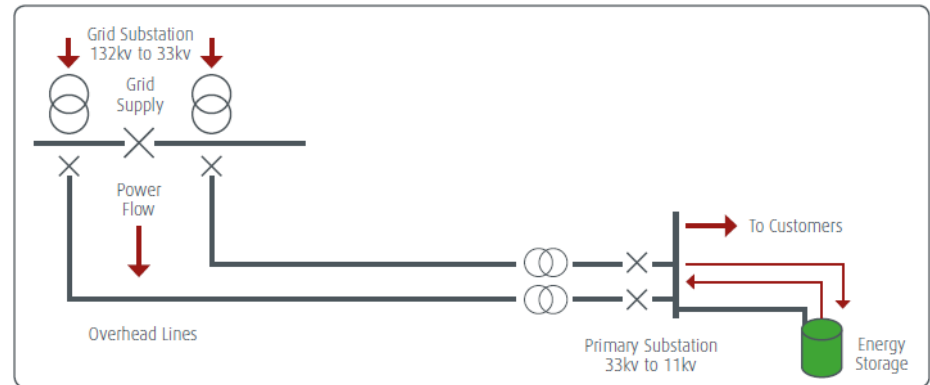 Grid Substation
132kv to 33kv
Grid
Supply
Power
Flow
To Customers
Overhead Lines
Primary Substation
33kv to 11kv
Energy
Storage